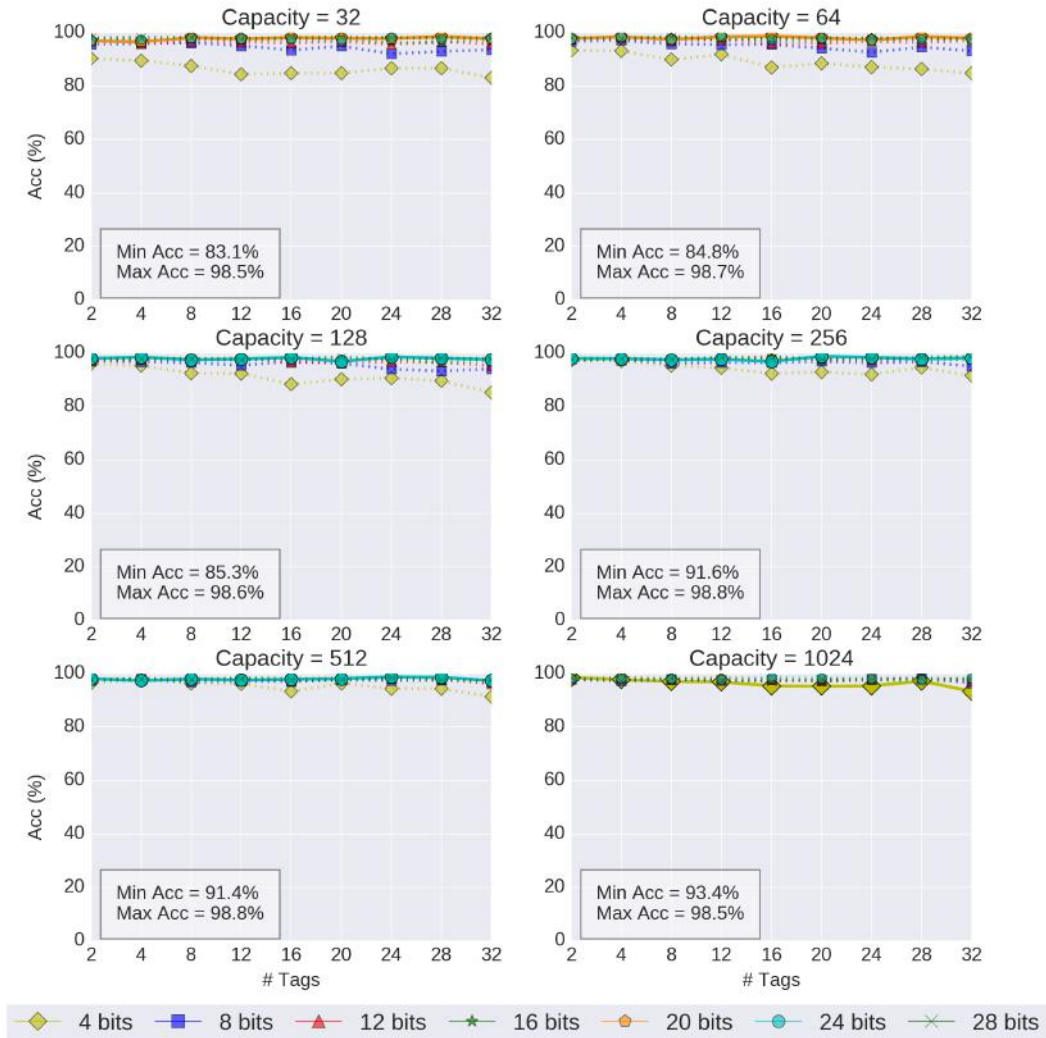 Capacity = 32
100
80
60
40
20
0
Acc (%)
Min Acc = 83.1%
Max Acc = 98.5%
2 4 8 12 16 20 24 28 32
Capacity = 64
100
80
60
40
20
0
Min Acc = 84.8%
Max Acc = 98.7%
2 4 8 12 16 20 24 28 32
Capacity = 128
100
80
60
40
20
0
Acc (%)
Min Acc = 85.3%
Max Acc = 98.6%
2 4 8 12 16 20 24 28 32
Capacity = 256
100
80
60
40
20
0
Min Acc = 91.6%
Max Acc = 98.8%
2 4 8 12 16 20 24 28 32
Capacity = 512
100
80
60
40
20
0
Acc (%)
Min Acc = 91.4%
Max Acc = 98.8%
2 4 8 12 16 20 24 28 32
# Tags
Capacity = 1024
100
80
60
40
20
0
Min Acc = 93.4%
Max Acc = 98.5%
2 4 8 12 16 20 24 28 32
# Tags
4 bits 8 bits 12 bits 16 bits 20 bits 24 bits 28 bits